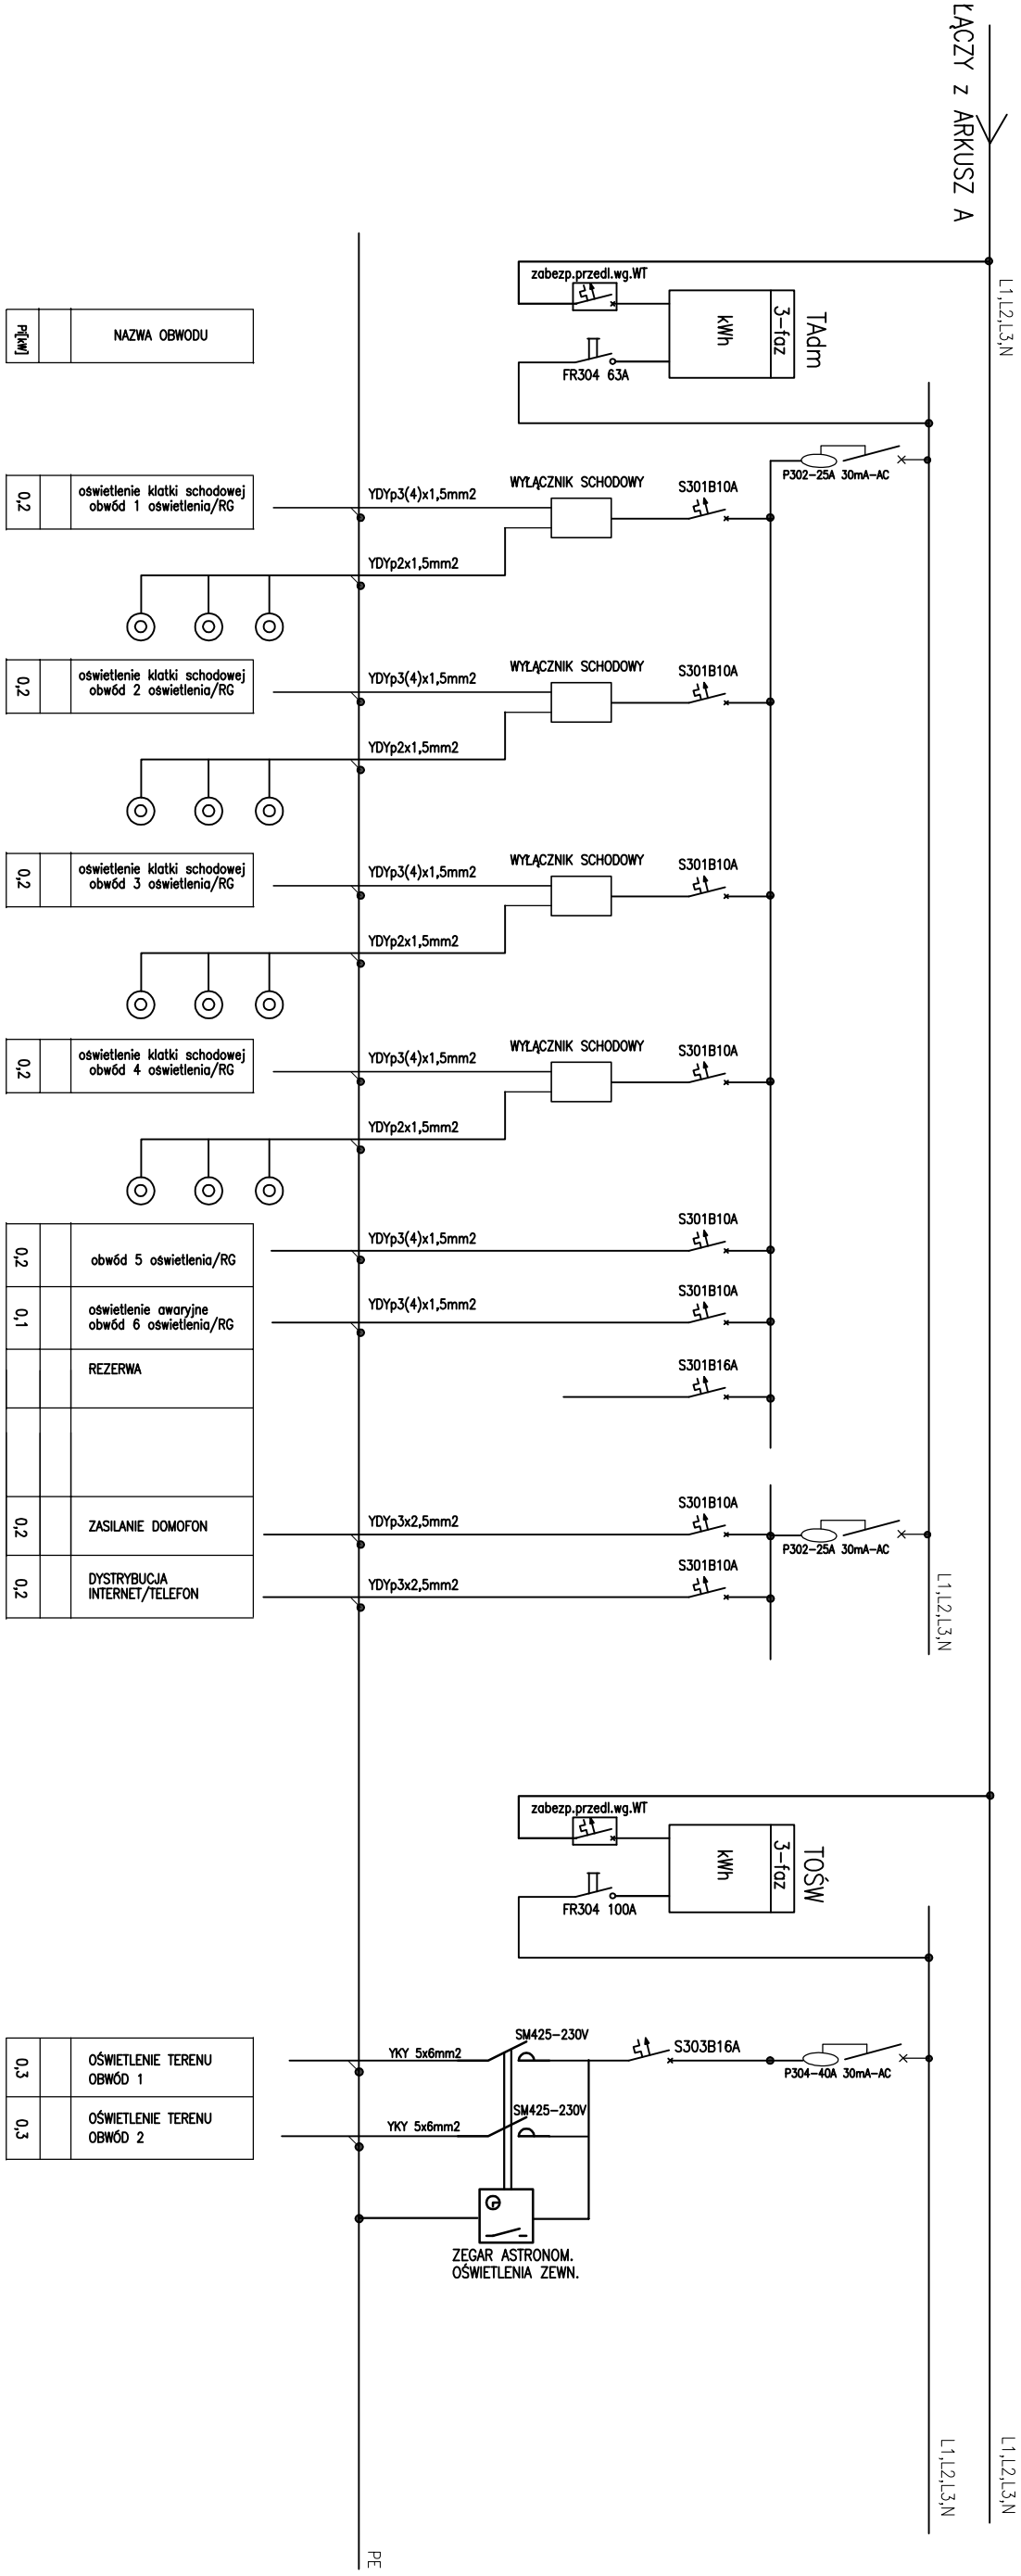 ŁĄCZY z ARKUSZ A
L1,L2,L3,N
zabezp.przedl.wg.WT
TAdm
3-faz
kWh
FR304 63A
Pi[kW]
NAZWA OBWODU
P302-25A 30mA-AC
0,2
oświetlenie klatki schodowej
obwód 1 oświetlenia/RG
YDYp3(4)x1,5mm2
WYŁĄCZNIK SCHODOWY
S301B10A
YDYp2x1,5mm2
0,2
oświetlenie klatki schodowej
obwód 2 oświetlenia/RG
YDYp3(4)x1,5mm2
WYŁĄCZNIK SCHODOWY
S301B10A
YDYp2x1,5mm2
0,2
oświetlenie klatki schodowej
obwód 3 oświetlenia/RG
YDYp3(4)x1,5mm2
WYŁĄCZNIK SCHODOWY
S301B10A
YDYp2x1,5mm2
0,2
oświetlenie klatki schodowej
obwód 4 oświetlenia/RG
YDYp3(4)x1,5mm2
WYŁĄCZNIK SCHODOWY
S301B10A
YDYp2x1,5mm2
0,2
obwód 5 oświetlenia/RG
YDYp3(4)x1,5mm2
S301B10A
0,1
oświetlenie awaryjne
obwód 6 oświetlenia/RG
YDYp3(4)x1,5mm2
S301B10A
REZERWA
S301B16A
0,2
ZASILANIE DOMOFON
YDYp3x2,5mm2
S301B10A
P302-25A 30mA-AC
0,2
DYSTRYBUCJA
INTERNET/TELEFON
YDYp3x2,5mm2
S301B10A
L1,L2,L3,N
zabezp.przedl.wg.WT
TOŚW
3-faz
kWh
FR304 100A
0,3
OŚWIETLENIE TERENU
OBWÓD 1
YKY 5x6mm2
SM425-230V
S303B16A
P304-40A 30mA-AC
0,3
OŚWIETLENIE TERENU
OBWÓD 2
YKY 5x6mm2
SM425-230V
ZEGAR ASTRONOM.
OŚWIETLENIA ZEWN.
L1,L2,L3,N
L1,L2,L3,N
PE